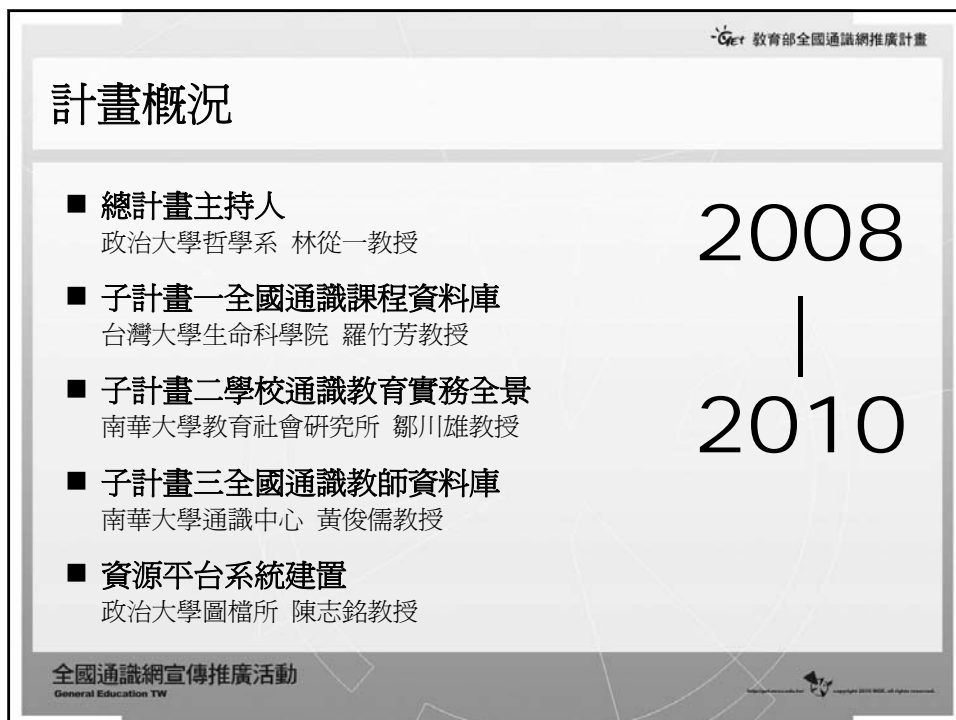 Get 教育部全國通識網推廣計畫
計畫概況
■ 總計畫主持人
政治大學哲學系 林從一教授
■ 子計畫一全國通識課程資料庫
台灣大學生命科學院 羅竹芳教授
■ 子計畫二學校通識教育實務全景
南華大學教育社會研究所 鄒川雄教授
■ 子計畫三全國通識教師資料庫
南華大學通識中心 黃俊儒教授
■ 資源平台系統建置
政治大學圖檔所 陳志銘教授
2008
2010
全國通識網宣傳推廣活動
General Education TW
copyright 2010 MOE. all rights reserved.